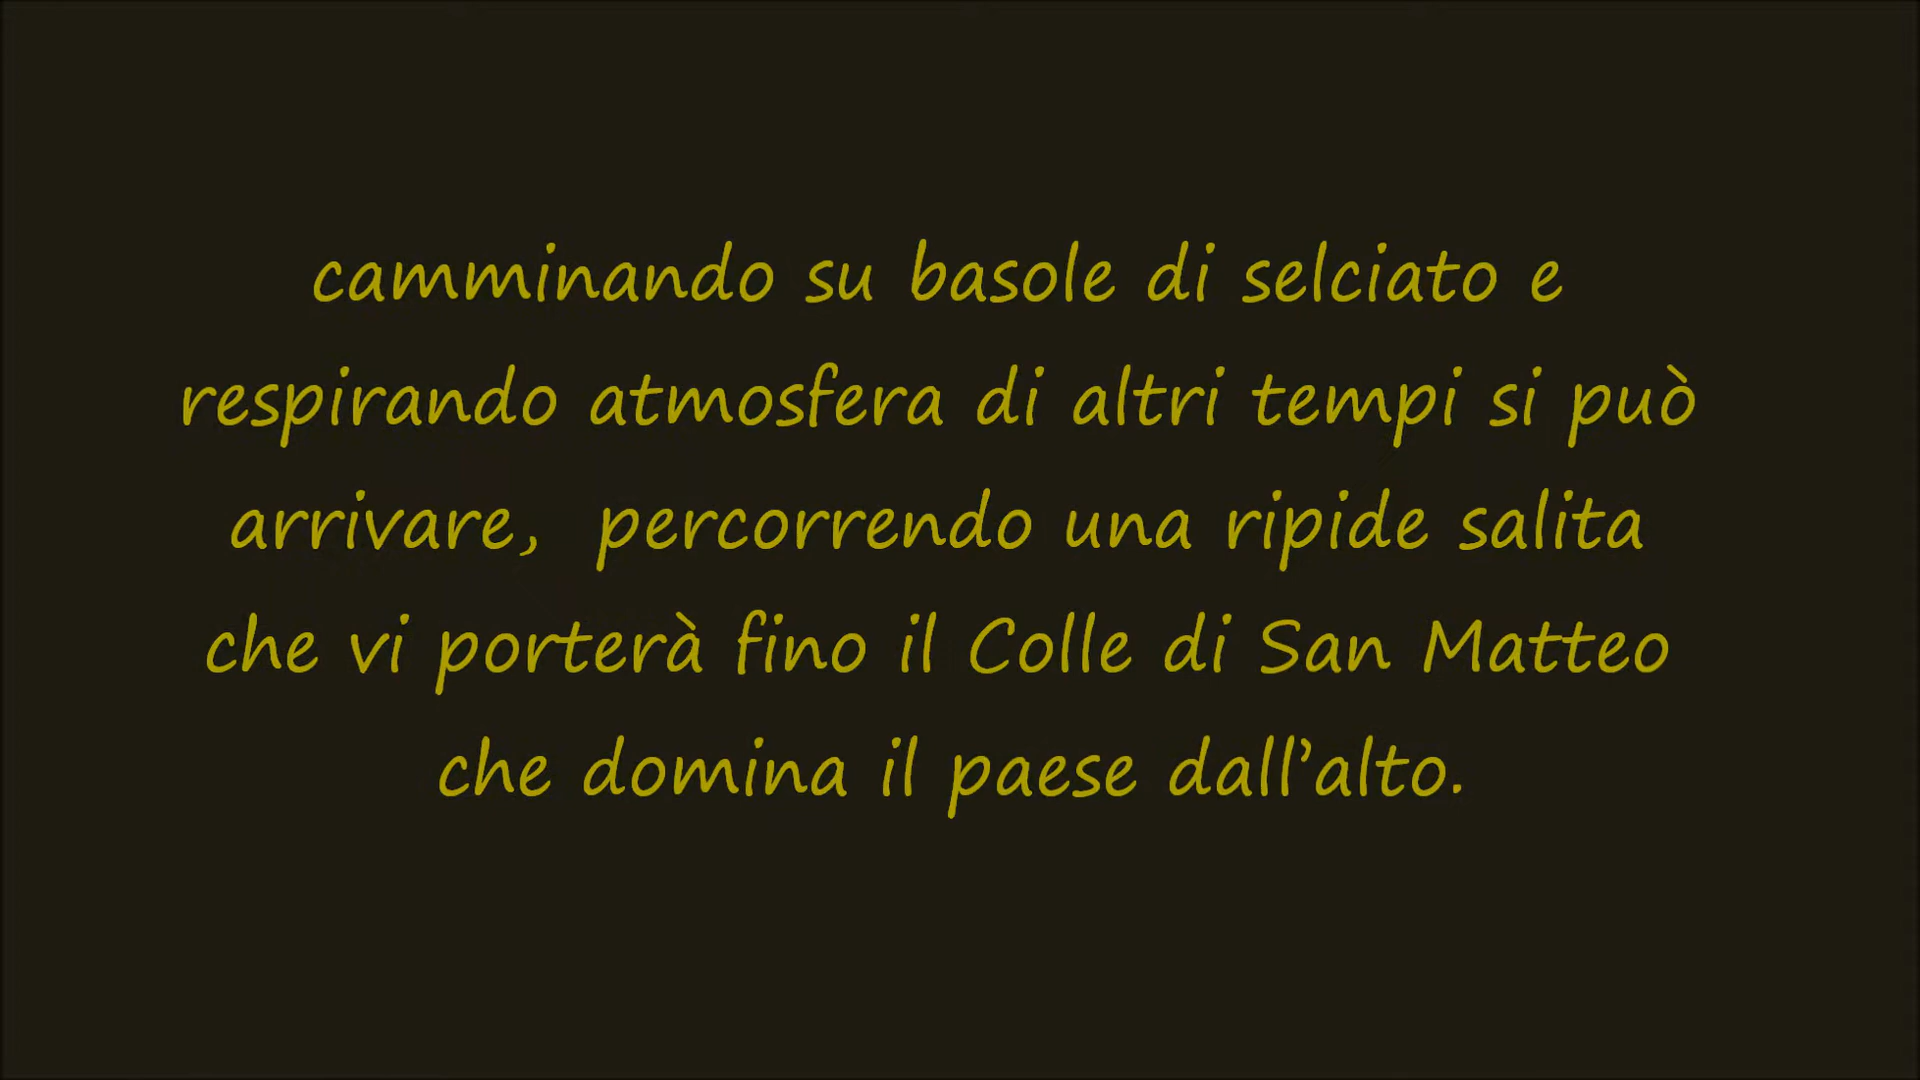 camminando su basole di selciato e
respirando atmosfera di altri tempi si può
arrivare,  percorrendo una ripide salita
che vi porterà fino il Colle di San Matteo
che domina il paese dall’alto.